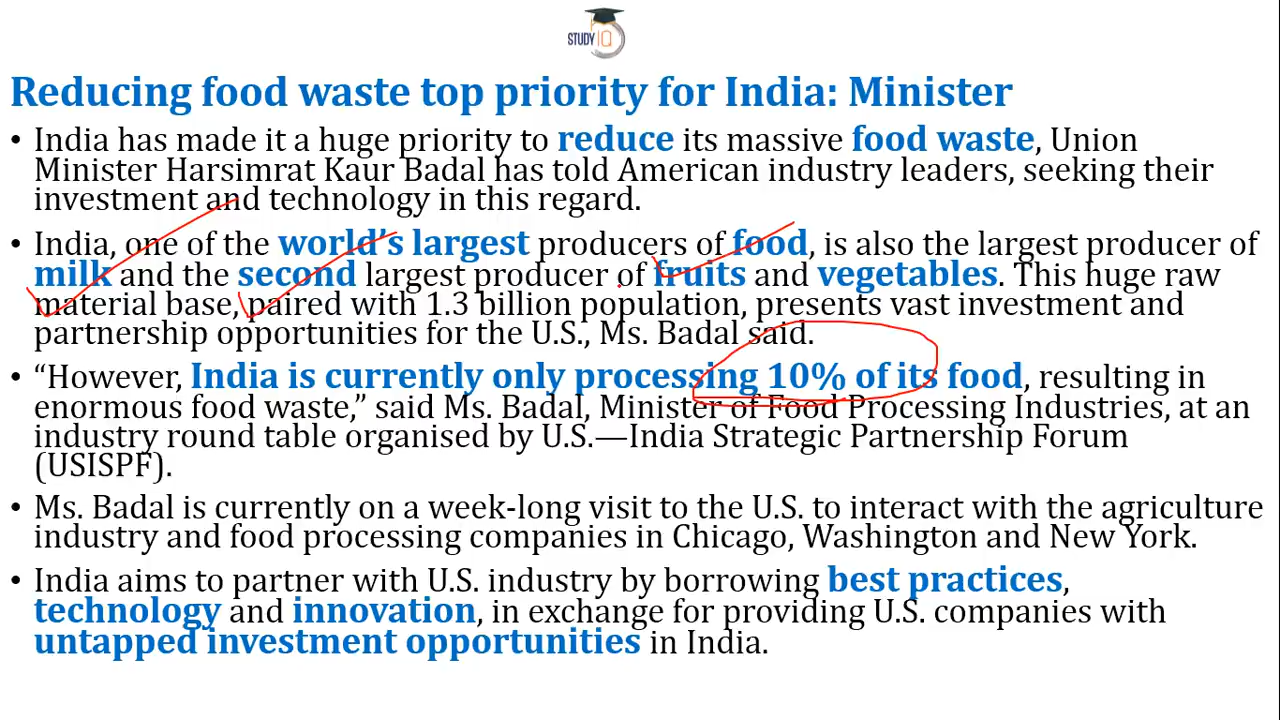 STUDY IQ
Reducing food waste top priority for India: Minister
• India has made it a huge priority to reduce its massive food waste, Union
Minister Harsimrat Kaur Badal has told American industry leaders, seeking their
investment and technology in this regard.
• India, one of the world's largest producers of food, is also the largest producer of
milk and the second largest producer of fruits and vegetables. This huge raw
material base, paired with 1.3 billion population, presents vast investment and
partnership opportunities for the U.S., Ms. Badal said.
• “However, India is currently only processing 10% of its food, resulting in
enormous food waste,” said Ms. Badal, Minister of Food Processing Industries, at an
industry round table organised by U.S.—India Strategic Partnership Forum
(USISPF).
• Ms. Badal is currently on a week-long visit to the U.S. to interact with the agriculture
industry and food processing companies in Chicago, Washington and New York.
• India aims to partner with U.S. industry by borrowing best practices,
technology and innovation, in exchange for providing U.S. companies with
untapped investment opportunities in India.